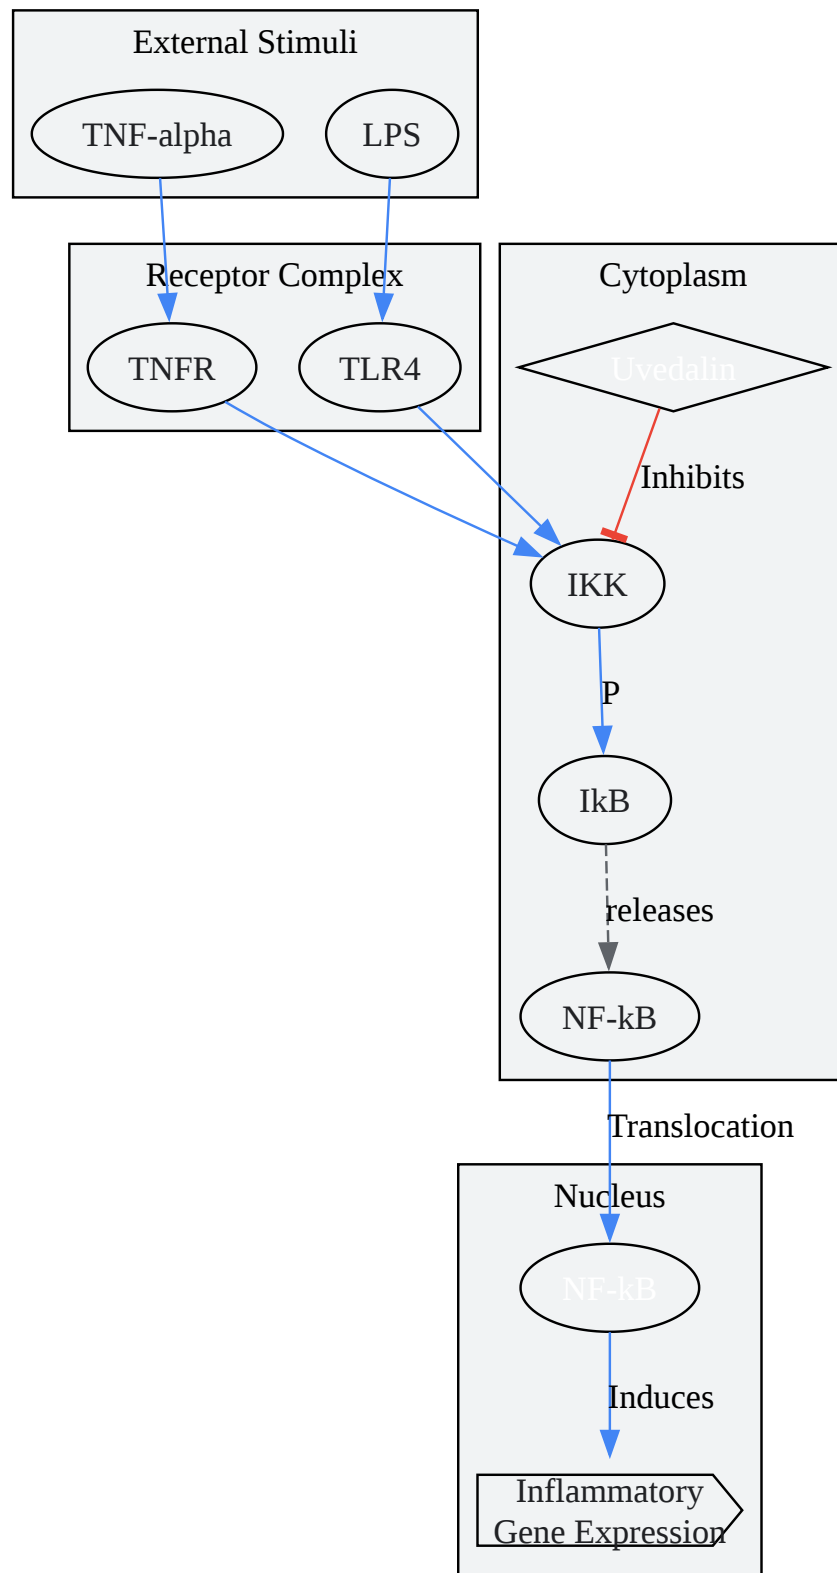 External Stimuli
TNF-alpha
LPS
Receptor Complex
Cytoplasm
TNFR
TLR4
Uvedalin
Inhibits
IKK
P
IkB
releases
NF-kB
Translocation
Nucleus
NF-kB
Induces
Inflammatory
Gene Expression